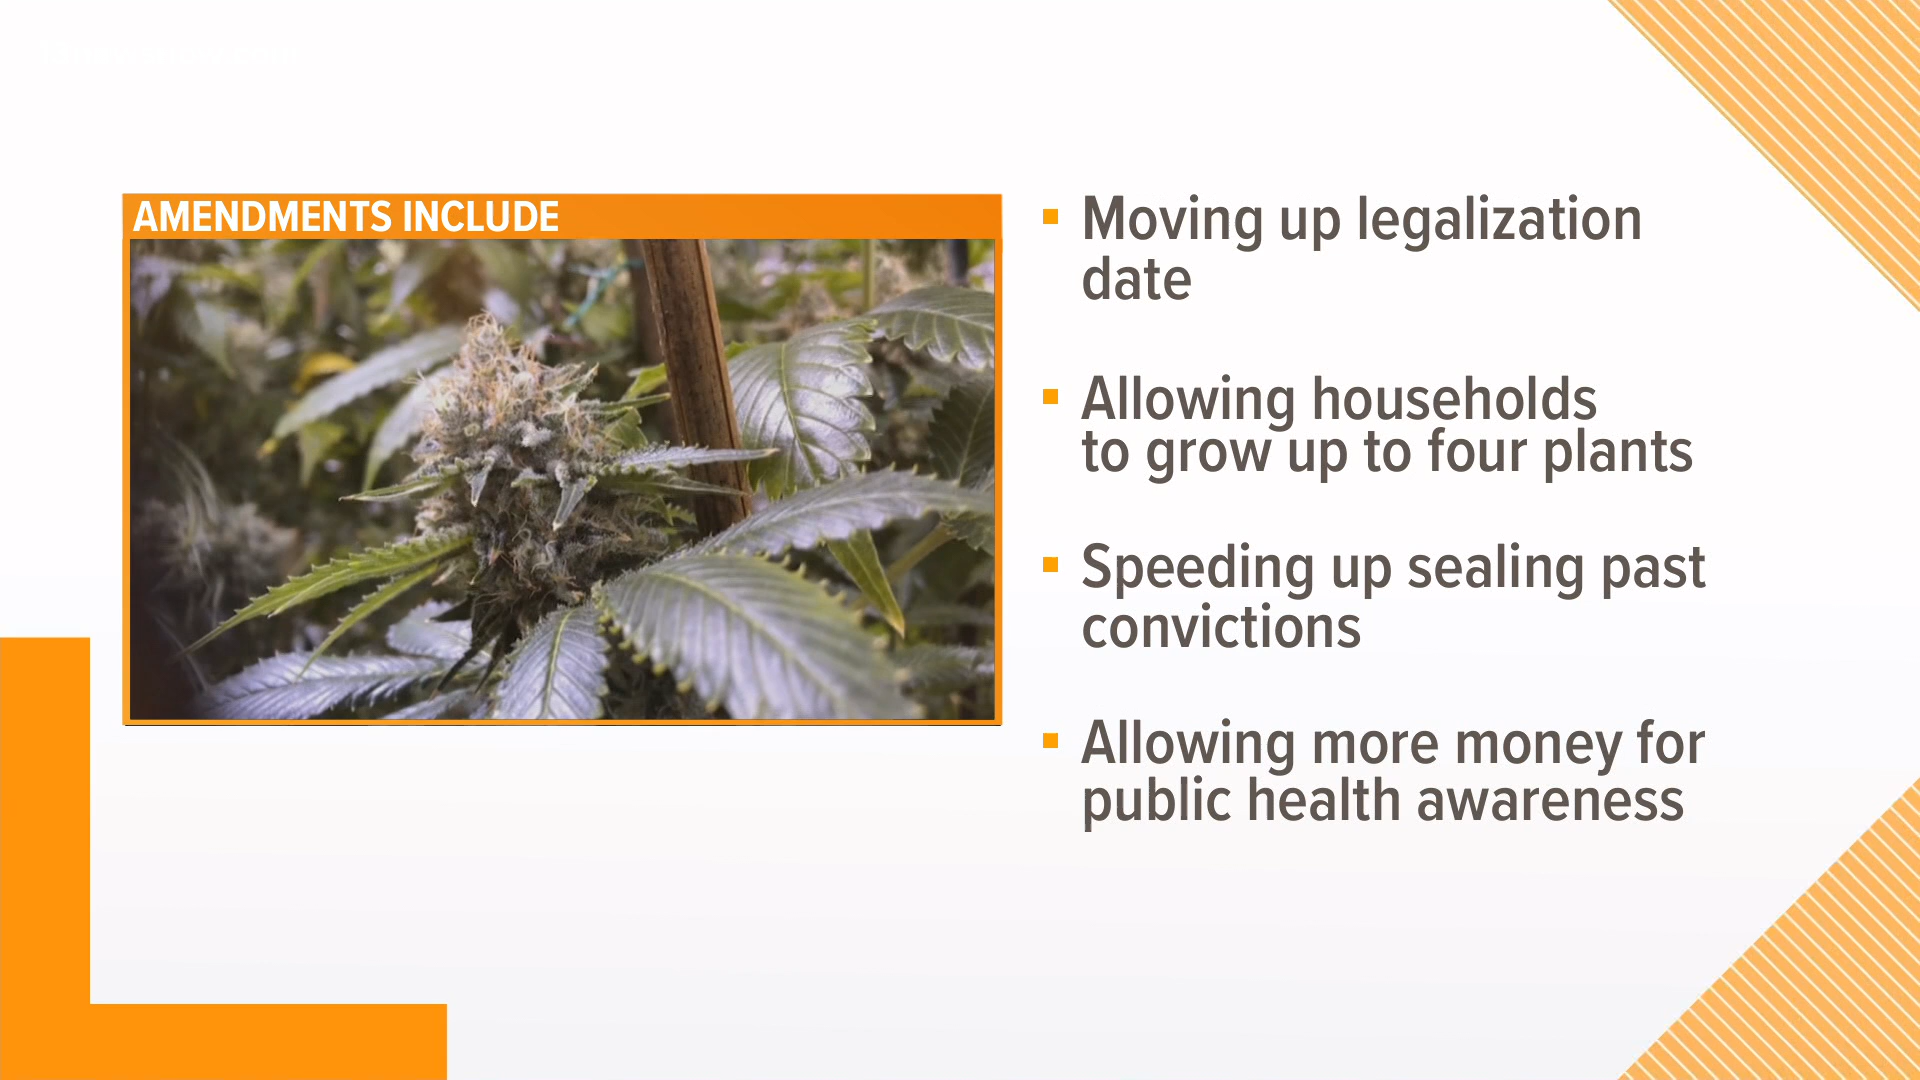 AMENDMENTS INCLUDE
Moving up legalization
date
Allowing households
to grow up to four plants
Speeding up sealing past
convictions
Allowing more money for
public health awareness